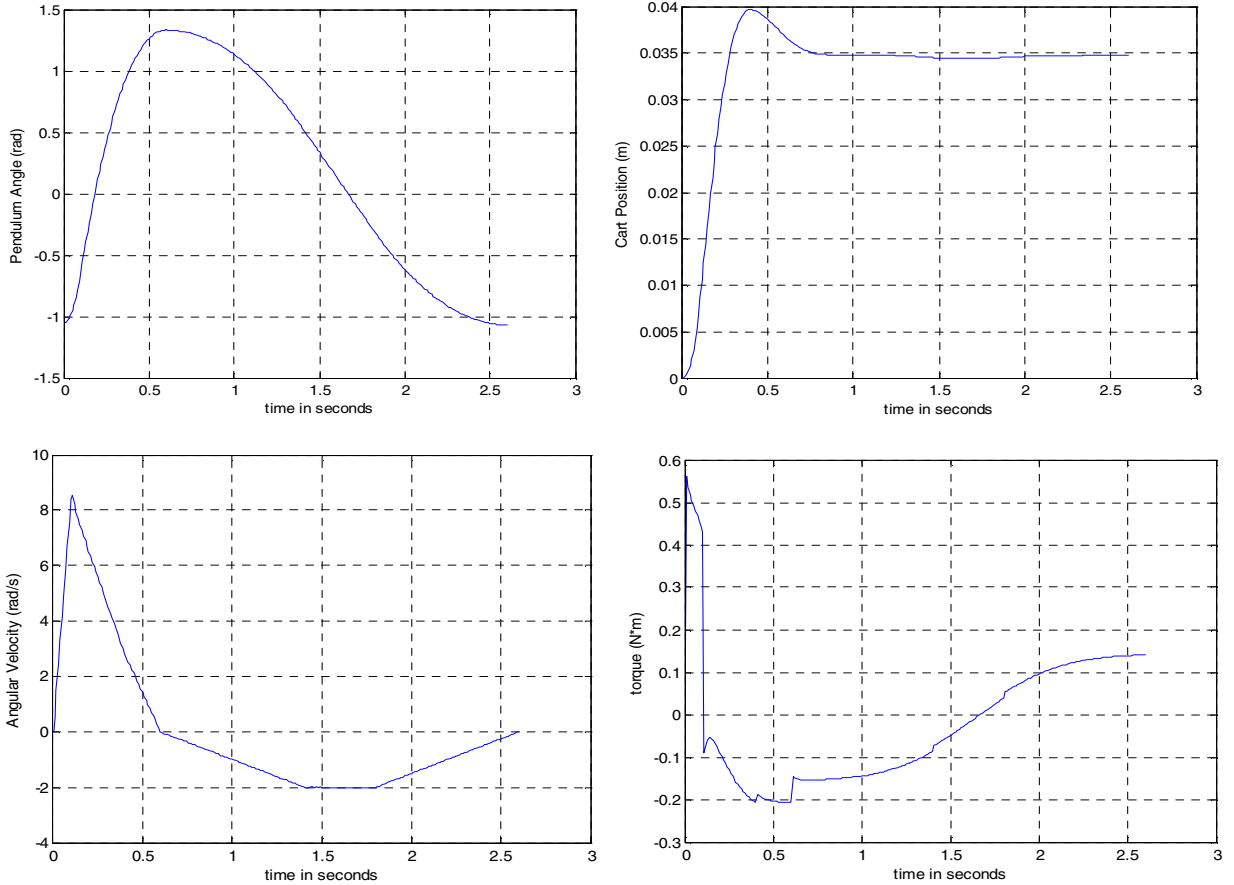 1.5
1
0.5
0
-0.5
-1
-1.5
Pendulum Angle (rad)
0 0.5 1 1.5 2 2.5 3
time in seconds
0.04
0.035
0.03
0.025
0.02
0.015
0.01
0.005
0
Cart Position (m)
0 0.5 1 1.5 2 2.5 3
time in seconds
10
8
6
4
2
0
-2
-4
Angular Velocity (rad/s)
0 0.5 1 1.5 2 2.5 3
time in seconds
0.6
0.5
0.4
0.3
0.2
0.1
0
-0.1
-0.2
-0.3
torque (N*m)
0 0.5 1 1.5 2 2.5 3
time in seconds